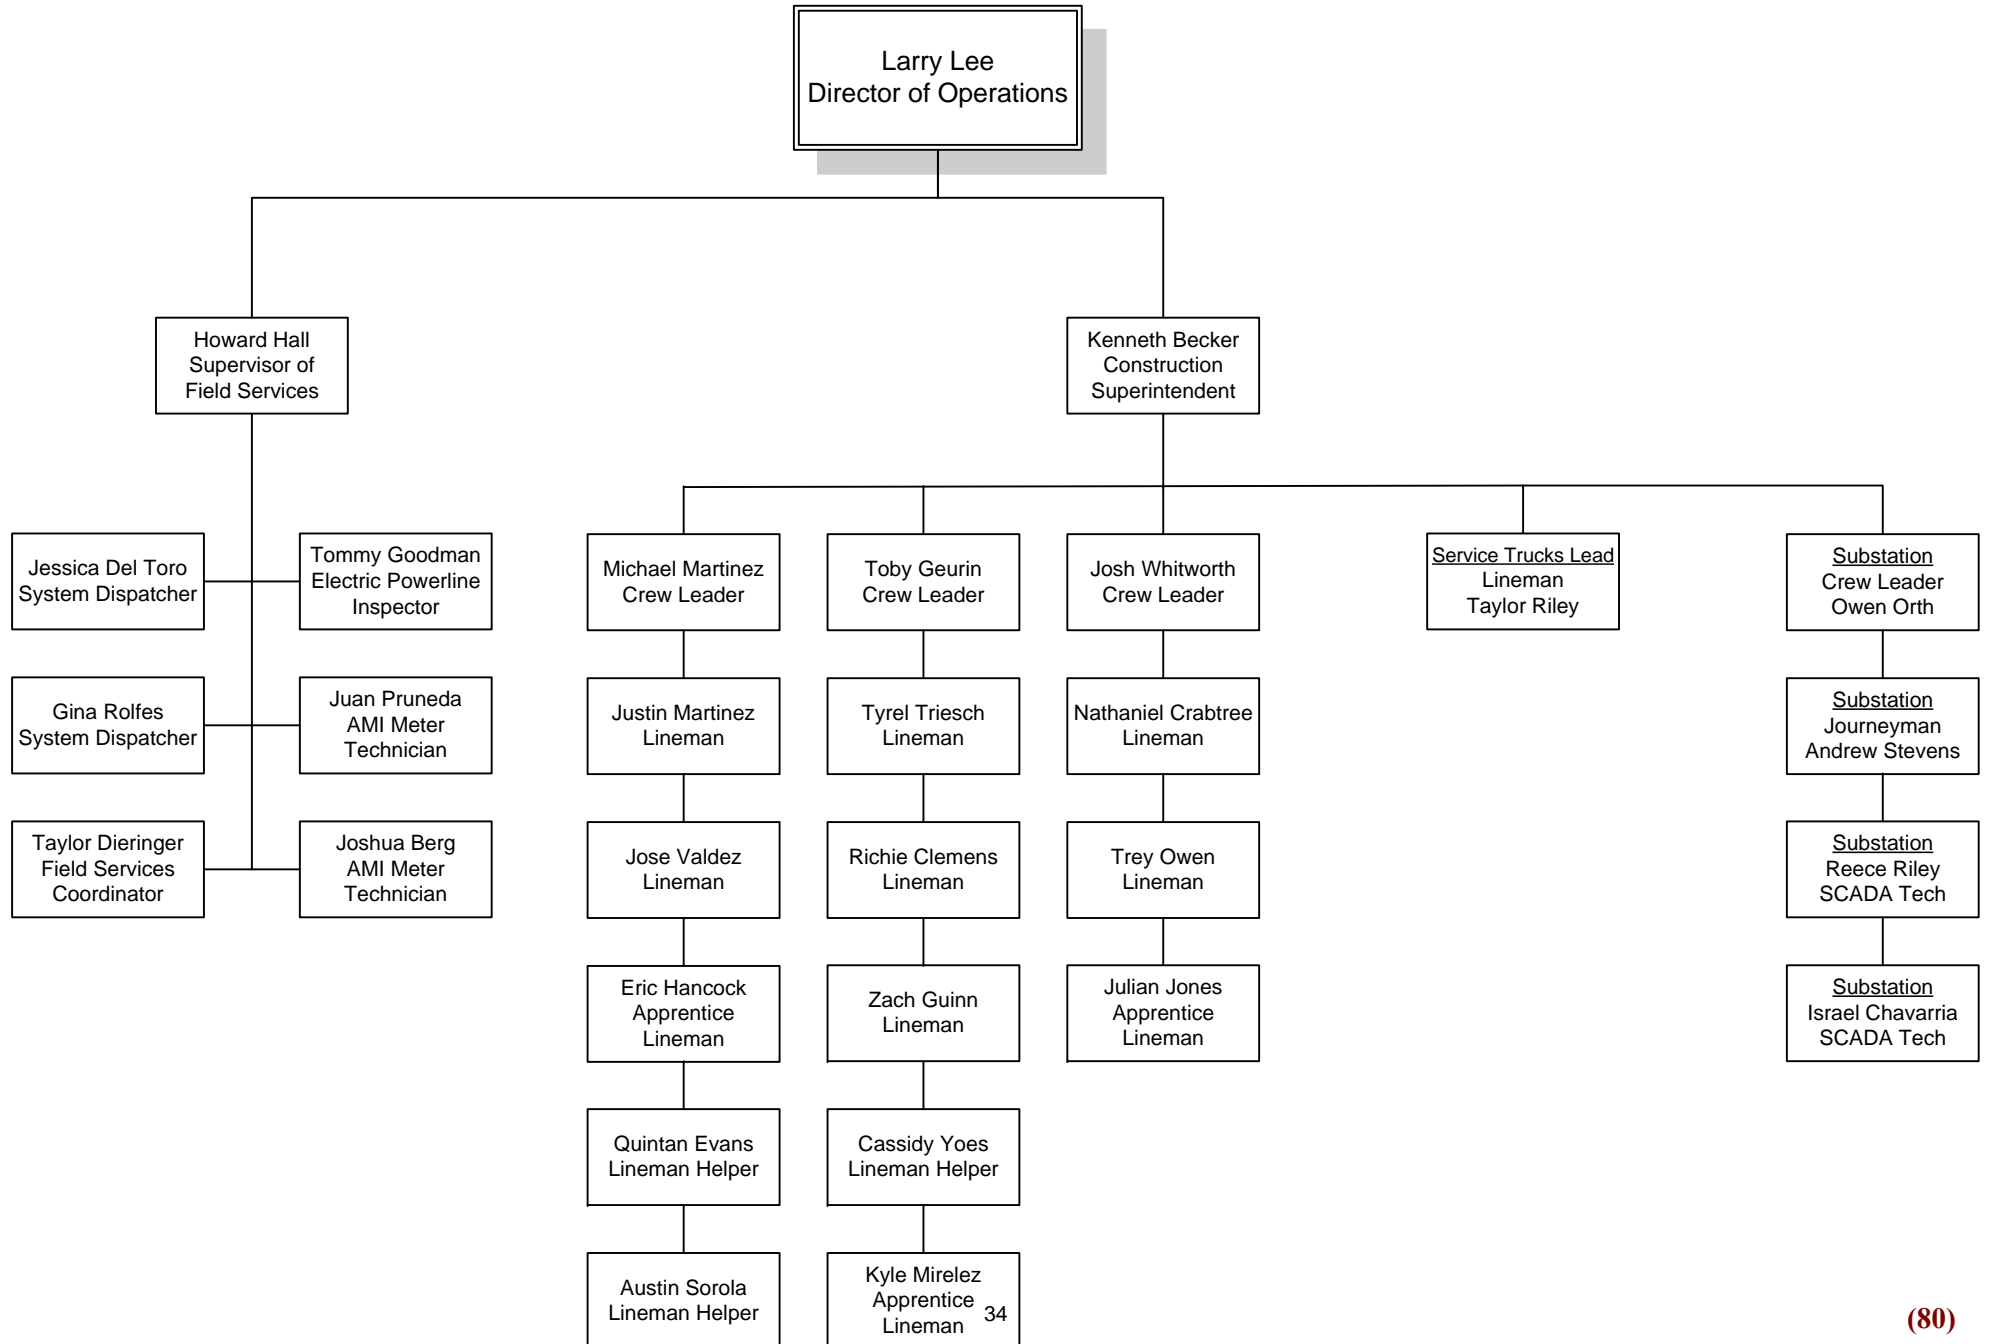 Larry Lee
Director of Operations
Howard Hall
Supervisor of
Field Services
Kenneth Becker
Construction
Superintendent
Jessica Del Toro
System Dispatcher
Tommy Goodman
Electric Powerline
Inspector
Gina Rolfes
System Dispatcher
Juan Pruneda
AMI Meter
Technician
Taylor Dieringer
Field Services
Coordinator
Joshua Berg
AMI Meter
Technician
Michael Martinez
Crew Leader
Justin Martinez
Lineman
Jose Valdez
Lineman
Eric Hancock
Apprentice
Lineman
Quintan Evans
Lineman Helper
Austin Sorola
Lineman Helper
Toby Geurin
Crew Leader
Tyrel Triesch
Lineman
Richie Clemens
Lineman
Zach Guinn
Lineman
Cassidy Yoes
Lineman Helper
Kyle Mirelez
Apprentice
Lineman
Josh Whitworth
Crew Leader
Nathaniel Crabtree
Lineman
Trey Owen
Lineman
Julian Jones
Apprentice
Lineman
Service Trucks Lead
Lineman
Taylor Riley
Substation
Crew Leader
Owen Orth
Substation
Journeyman
Andrew Stevens
Substation
Reece Riley
SCADA Tech
Substation
Israel Chavarria
SCADA Tech
34
(80)